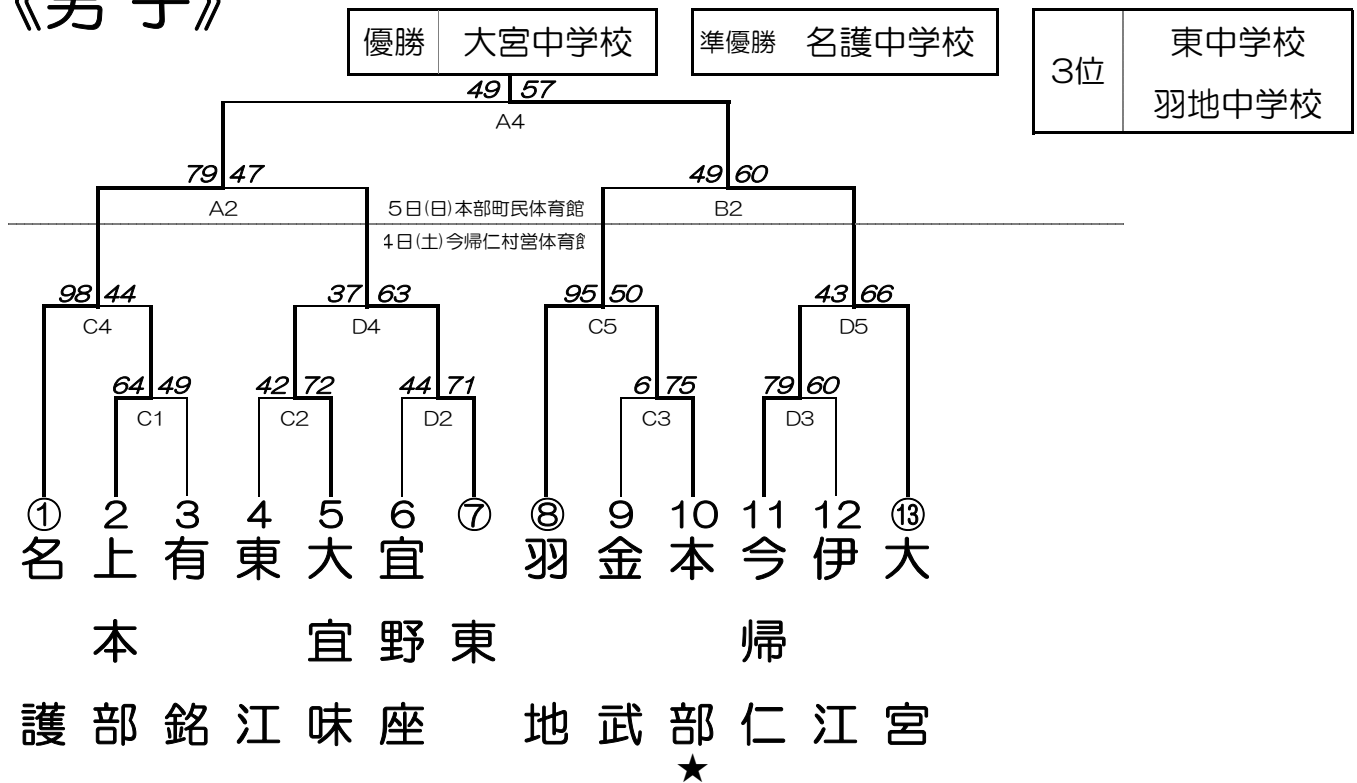 《男 子》
優勝 大宮中学校
準優勝 名護中学校
3位 東中学校
羽地中学校
49 57
A4
79 47 49 60
A2 5日(日)本部町民体育館 B2
4日(土)今帰仁村営体育館
98 44 37 63 95 50 43 66
C4 D4 C5 D5
64 49 42 72 44 71 6 75 79 60
C1 C2 D2 C3 D3
① 2 3 4 5 6 ⑦ ⑧ 9 10 11 12 ⑬
名護
上本部
有銘
東江
大宜味
宜野座
東
羽地
金武
本部
今帰仁
伊江
大宮
★